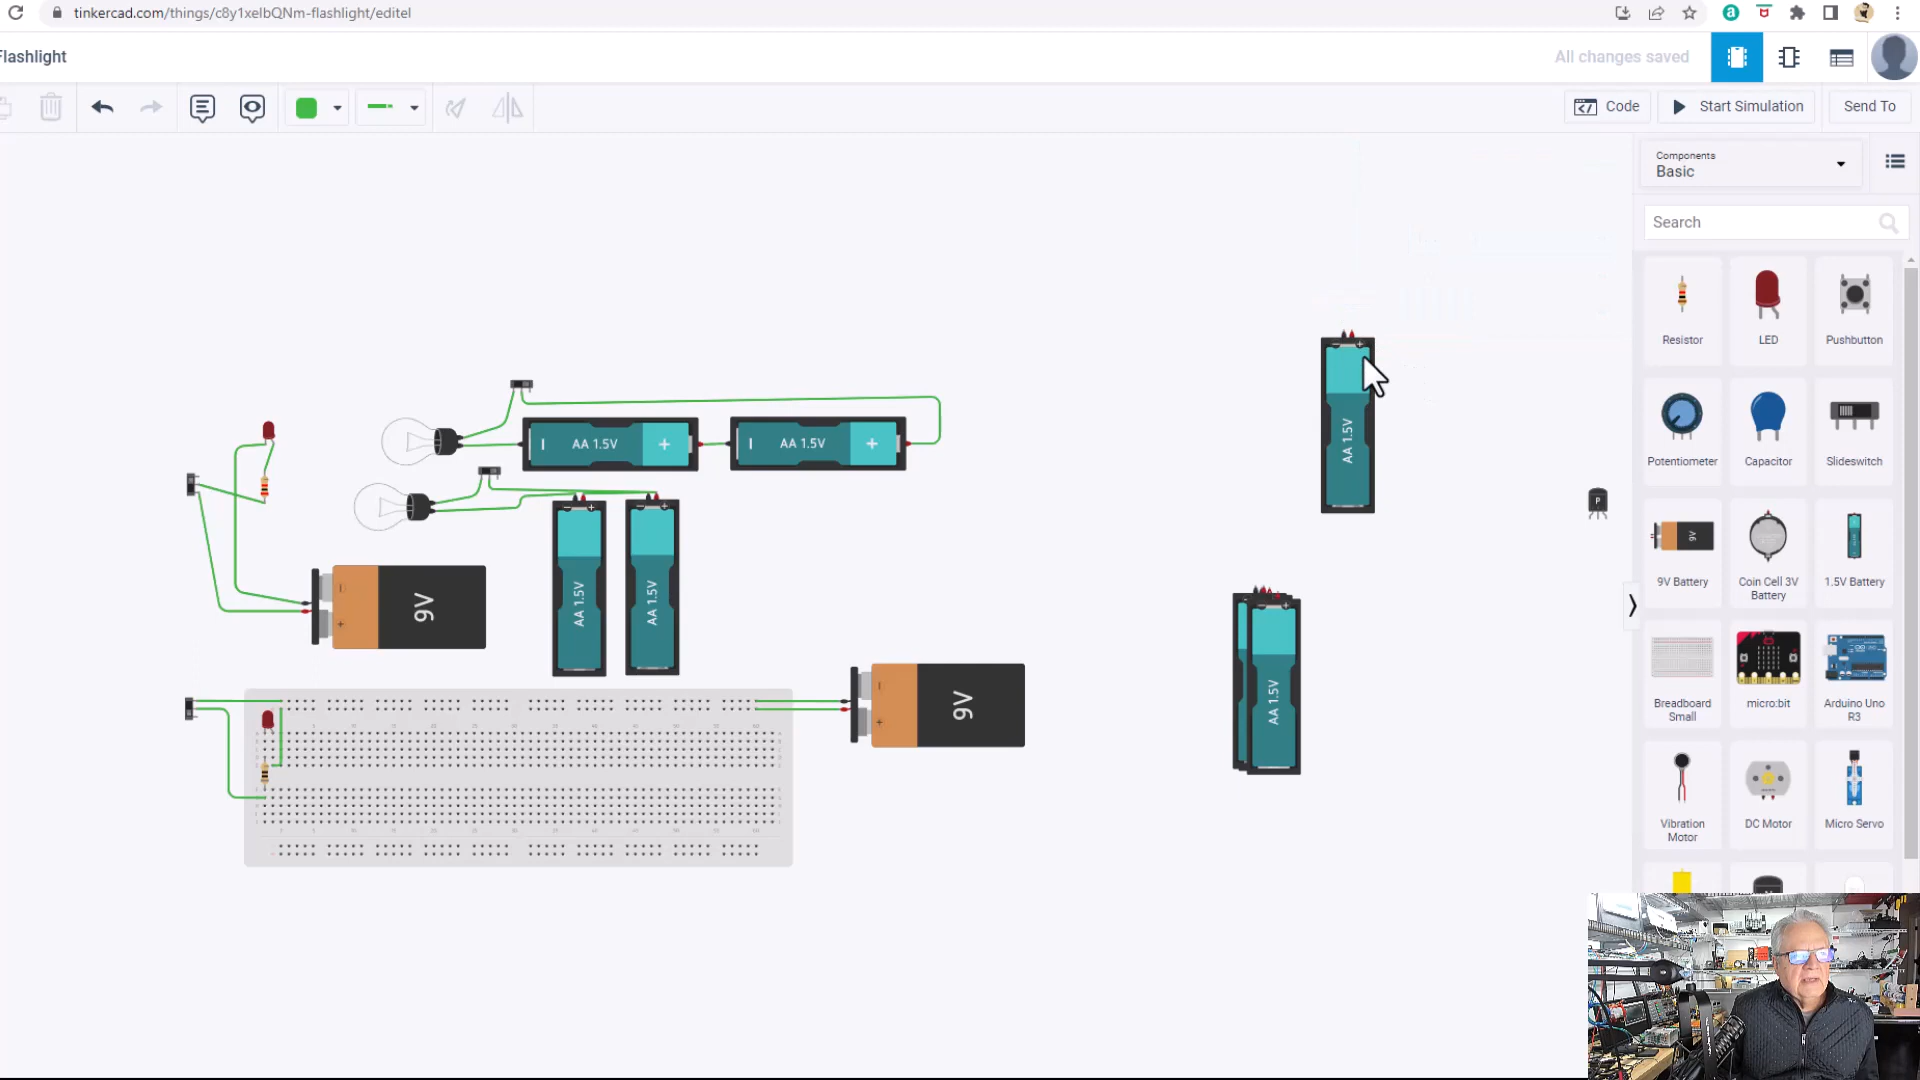 tinkercad.com/things/c8y1xelbQNm-flashlight/editel
Flashlight
All changes saved
Code
Start Simulation
Send To
Components
Basic
Search
Resistor
LED
Pushbutton
Potentiometer
Capacitor
Slideswitch
9V
9V Battery
Coin Cell 3V
Battery
1.5V Battery
Breadboard
Small
micro:bit
Arduino Uno
R3
Vibration
Motor
DC Motor
Micro Servo
AA 1.5V +
AA 1.5V +
AA 1.5V
AA 1.5V
AA 1.5V
AA 1.5V
9V
9V
P